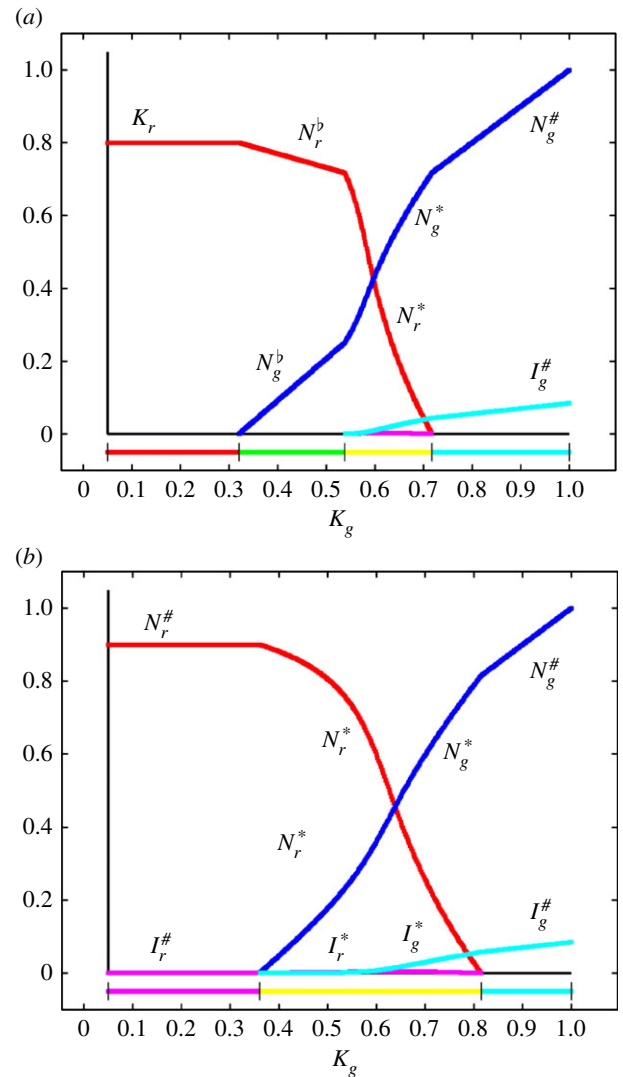 (a)
1.0
K_r
N_r^♭
N_g^#
0.8
0.6
N_g^*
0.4
N_r^*
N_g^♭
0.2
I_g^#
0
0 0.1 0.2 0.3 0.4 0.5 0.6 0.7 0.8 0.9 1.0
K_g
(b)
1.0
N_r^#
N_g^#
0.8
N_r^*
N_g^*
0.6
0.4
N_r^*
0.2
I_r^#
I_r^*
I_g^*
I_g^#
0
0 0.1 0.2 0.3 0.4 0.5 0.6 0.7 0.8 0.9 1.0
K_g